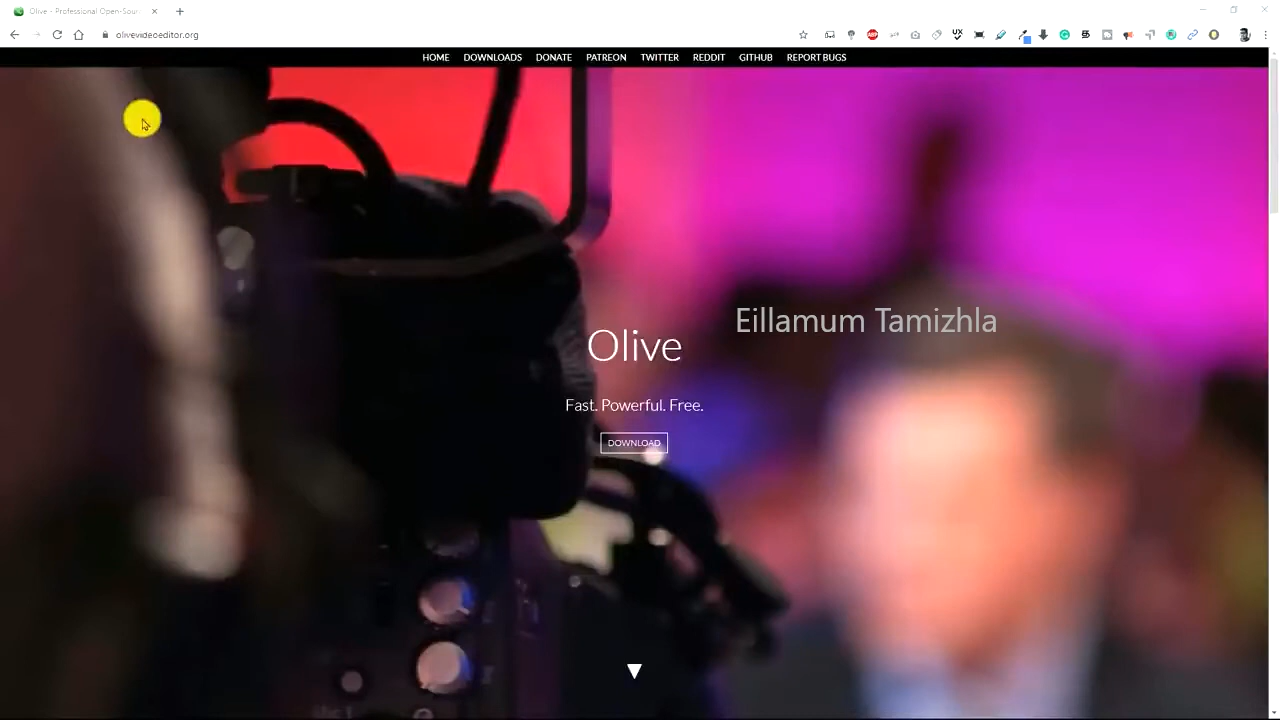 Olive - Professional Open-Sour
olivevideoeditor.org
HOME DOWNLOADS DONATE PATREON TWITTER REDDIT GITHUB REPORT BUGS
Eillamum Tamizhla
Olive
Fast. Powerful. Free.
DOWNLOAD